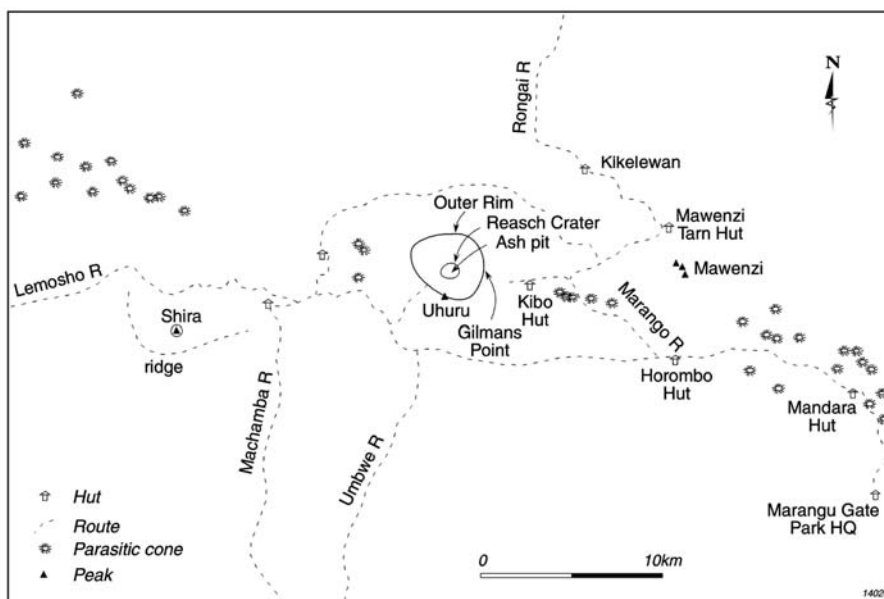 Rongai R
N
Kikelewan
Outer Rim
Reasch Crater
Ash pit
Mawenzi
Tarn Hut
Mawenzi
Lemosho R
Shira
ridge
Uhuru
Gilmans
Point
Kibo
Hut
Marango R
Horombo
Hut
Mandara
Hut
Machamba R
Umbwe R
Marangu Gate
Park HQ
Hut
Route
Parasitic cone
Peak
0
10km